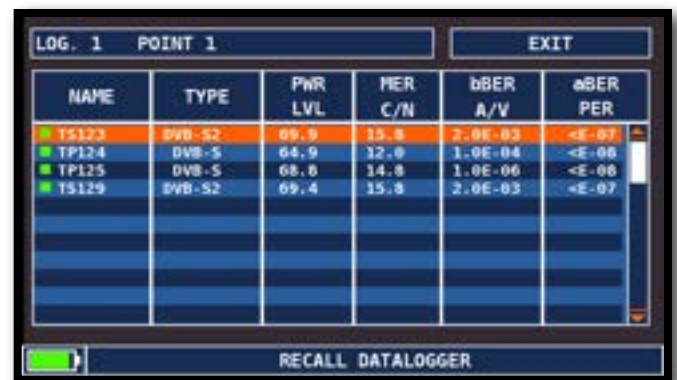 LOG. 1 POINT 1 EXIT
NAME TYPE PWR LVL MER C/N bBER A/V aBER PER
TS123 DVB-S2 69.9 15.8 2.0E-03 <E-07
TP124 DVB-S 64.9 12.0 1.0E-04 <E-08
TP125 DVB-S 68.8 14.8 1.0E-06 <E-08
TS129 DVB-S2 69.4 15.8 2.0E-03 <E-07
RECALL DATALOGGER